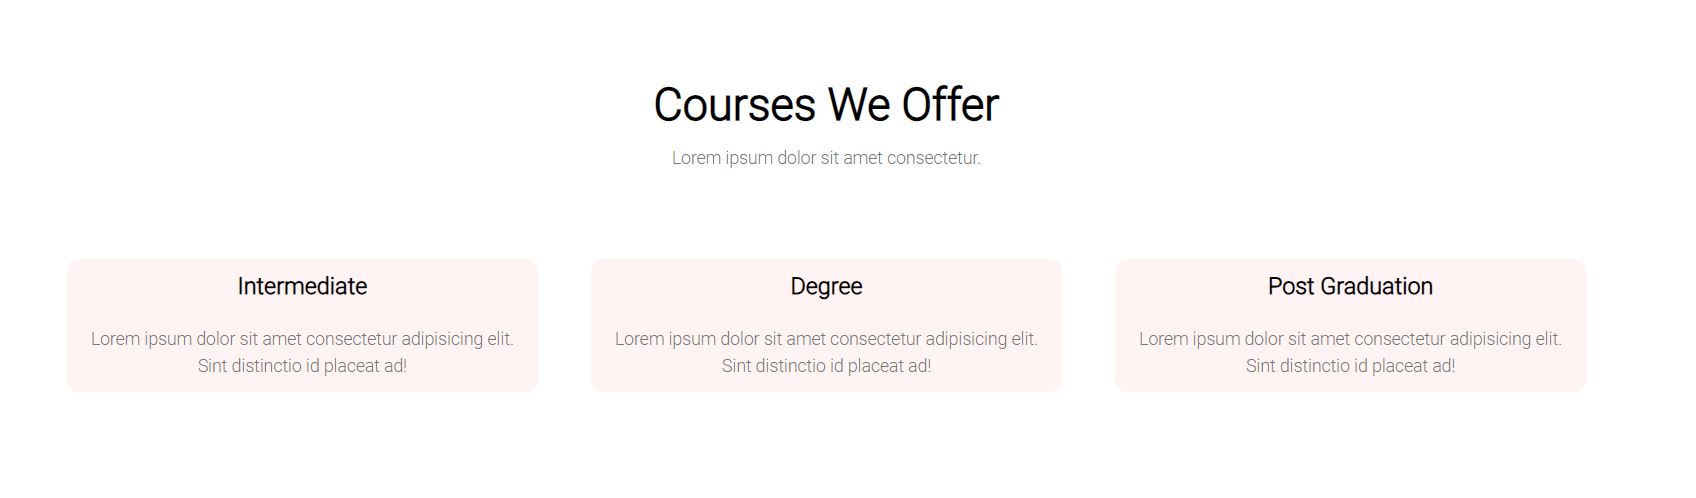 Courses We Offer
Lorem ipsum dolor sit amet consectetur.
Intermediate
Lorem ipsum dolor sit amet consectetur adipisicing elit.
Sint distinctio id placeat ad!
Degree
Lorem ipsum dolor sit amet consectetur adipisicing elit.
Sint distinctio id placeat ad!
Post Graduation
Lorem ipsum dolor sit amet consectetur adipisicing elit.
Sint distinctio id placeat ad!